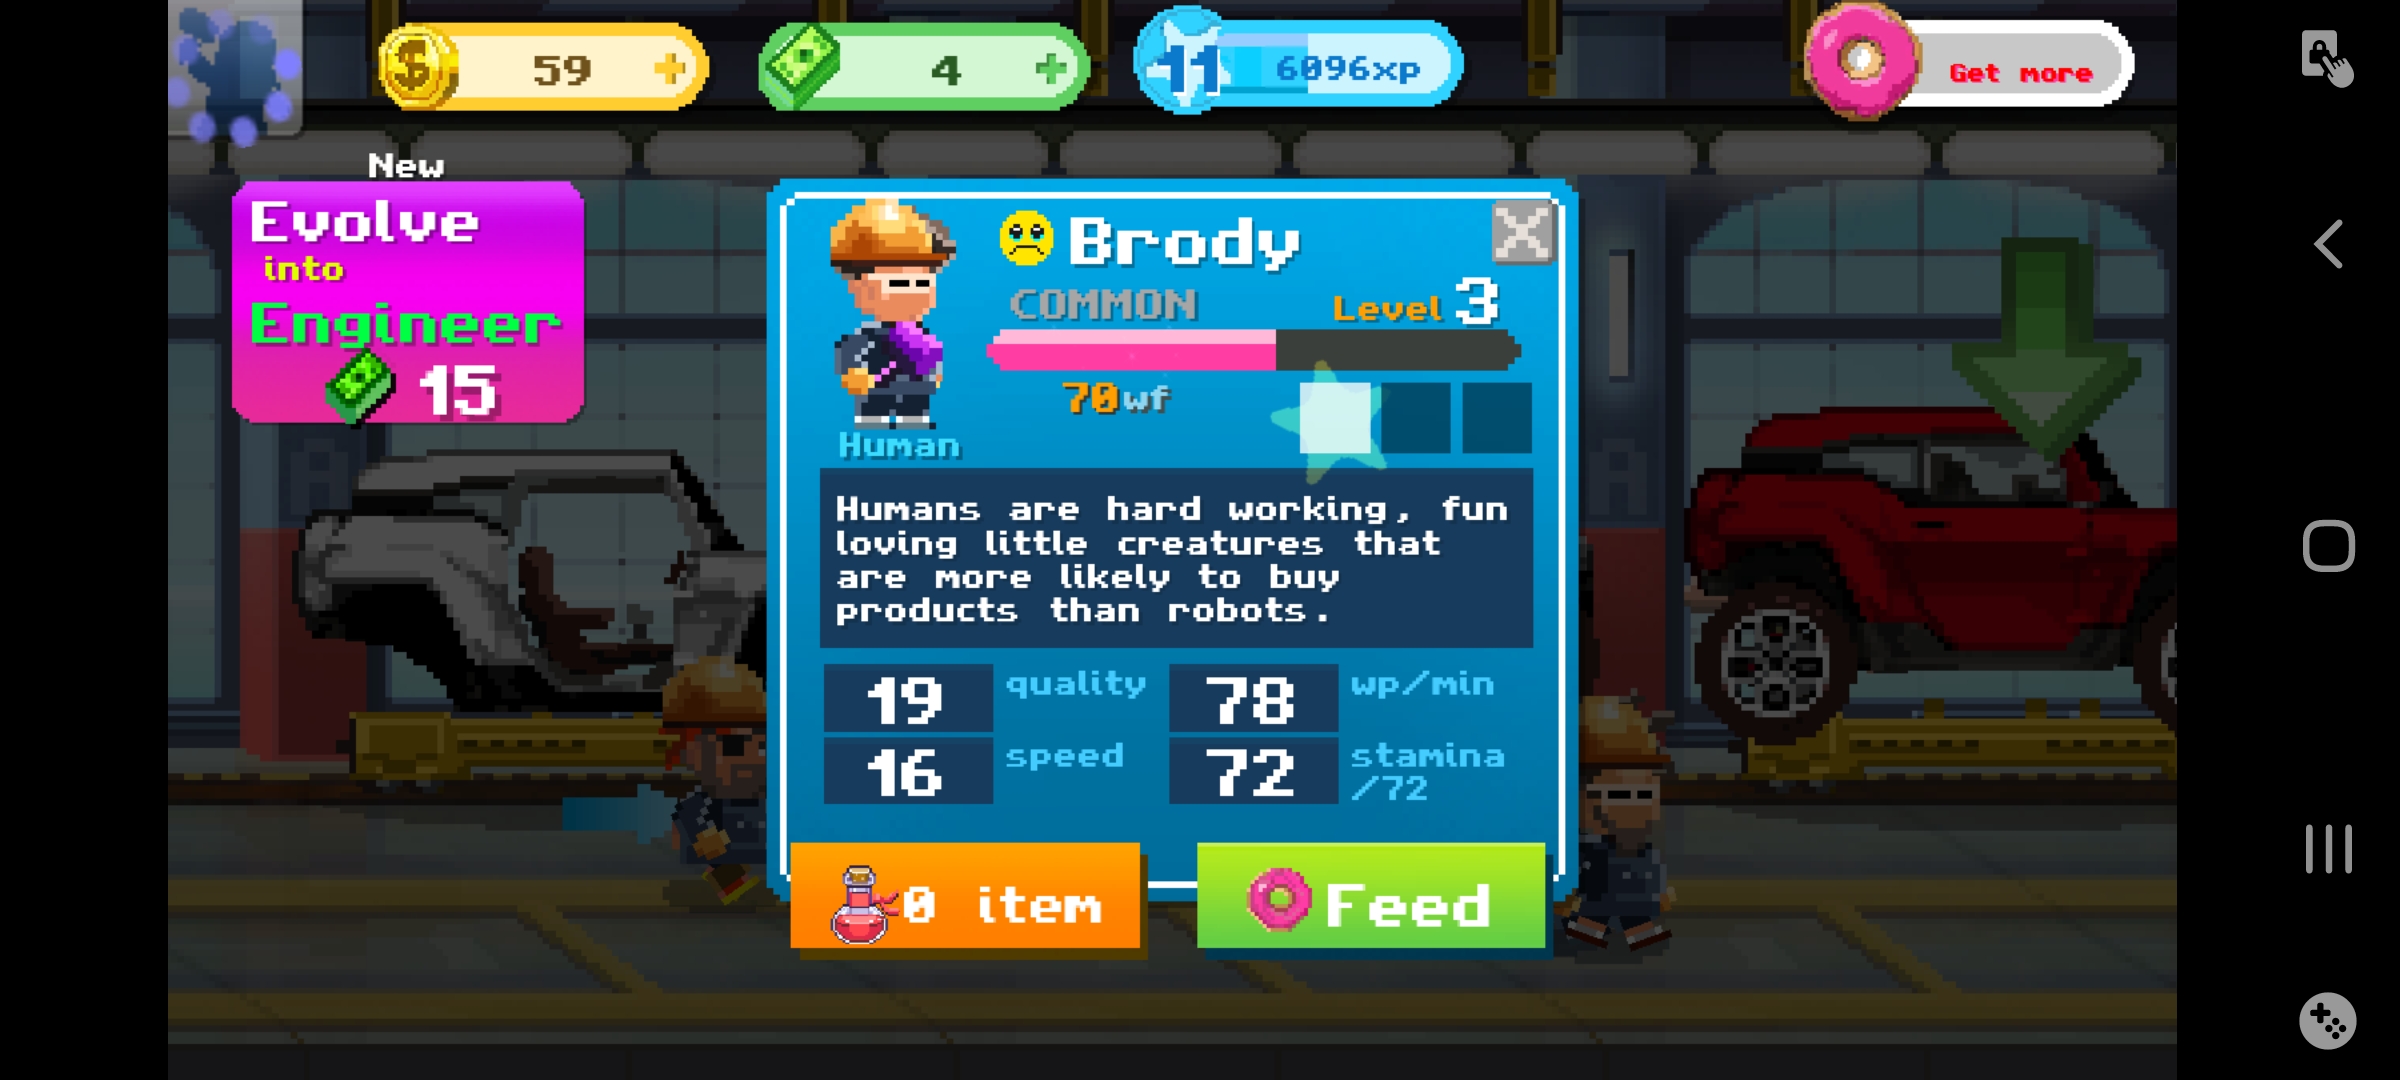 59
4
11
6096xp
Get more
New
Evolve
into
Engineer
15
Brody
COMMON
Level 3
70wf
Human
Humans are hard working, fun
loving little creatures that
are more likely to buy
products than robots.
19 quality
78 wp/min
16 speed
72 stamina
/72
0 item
Feed